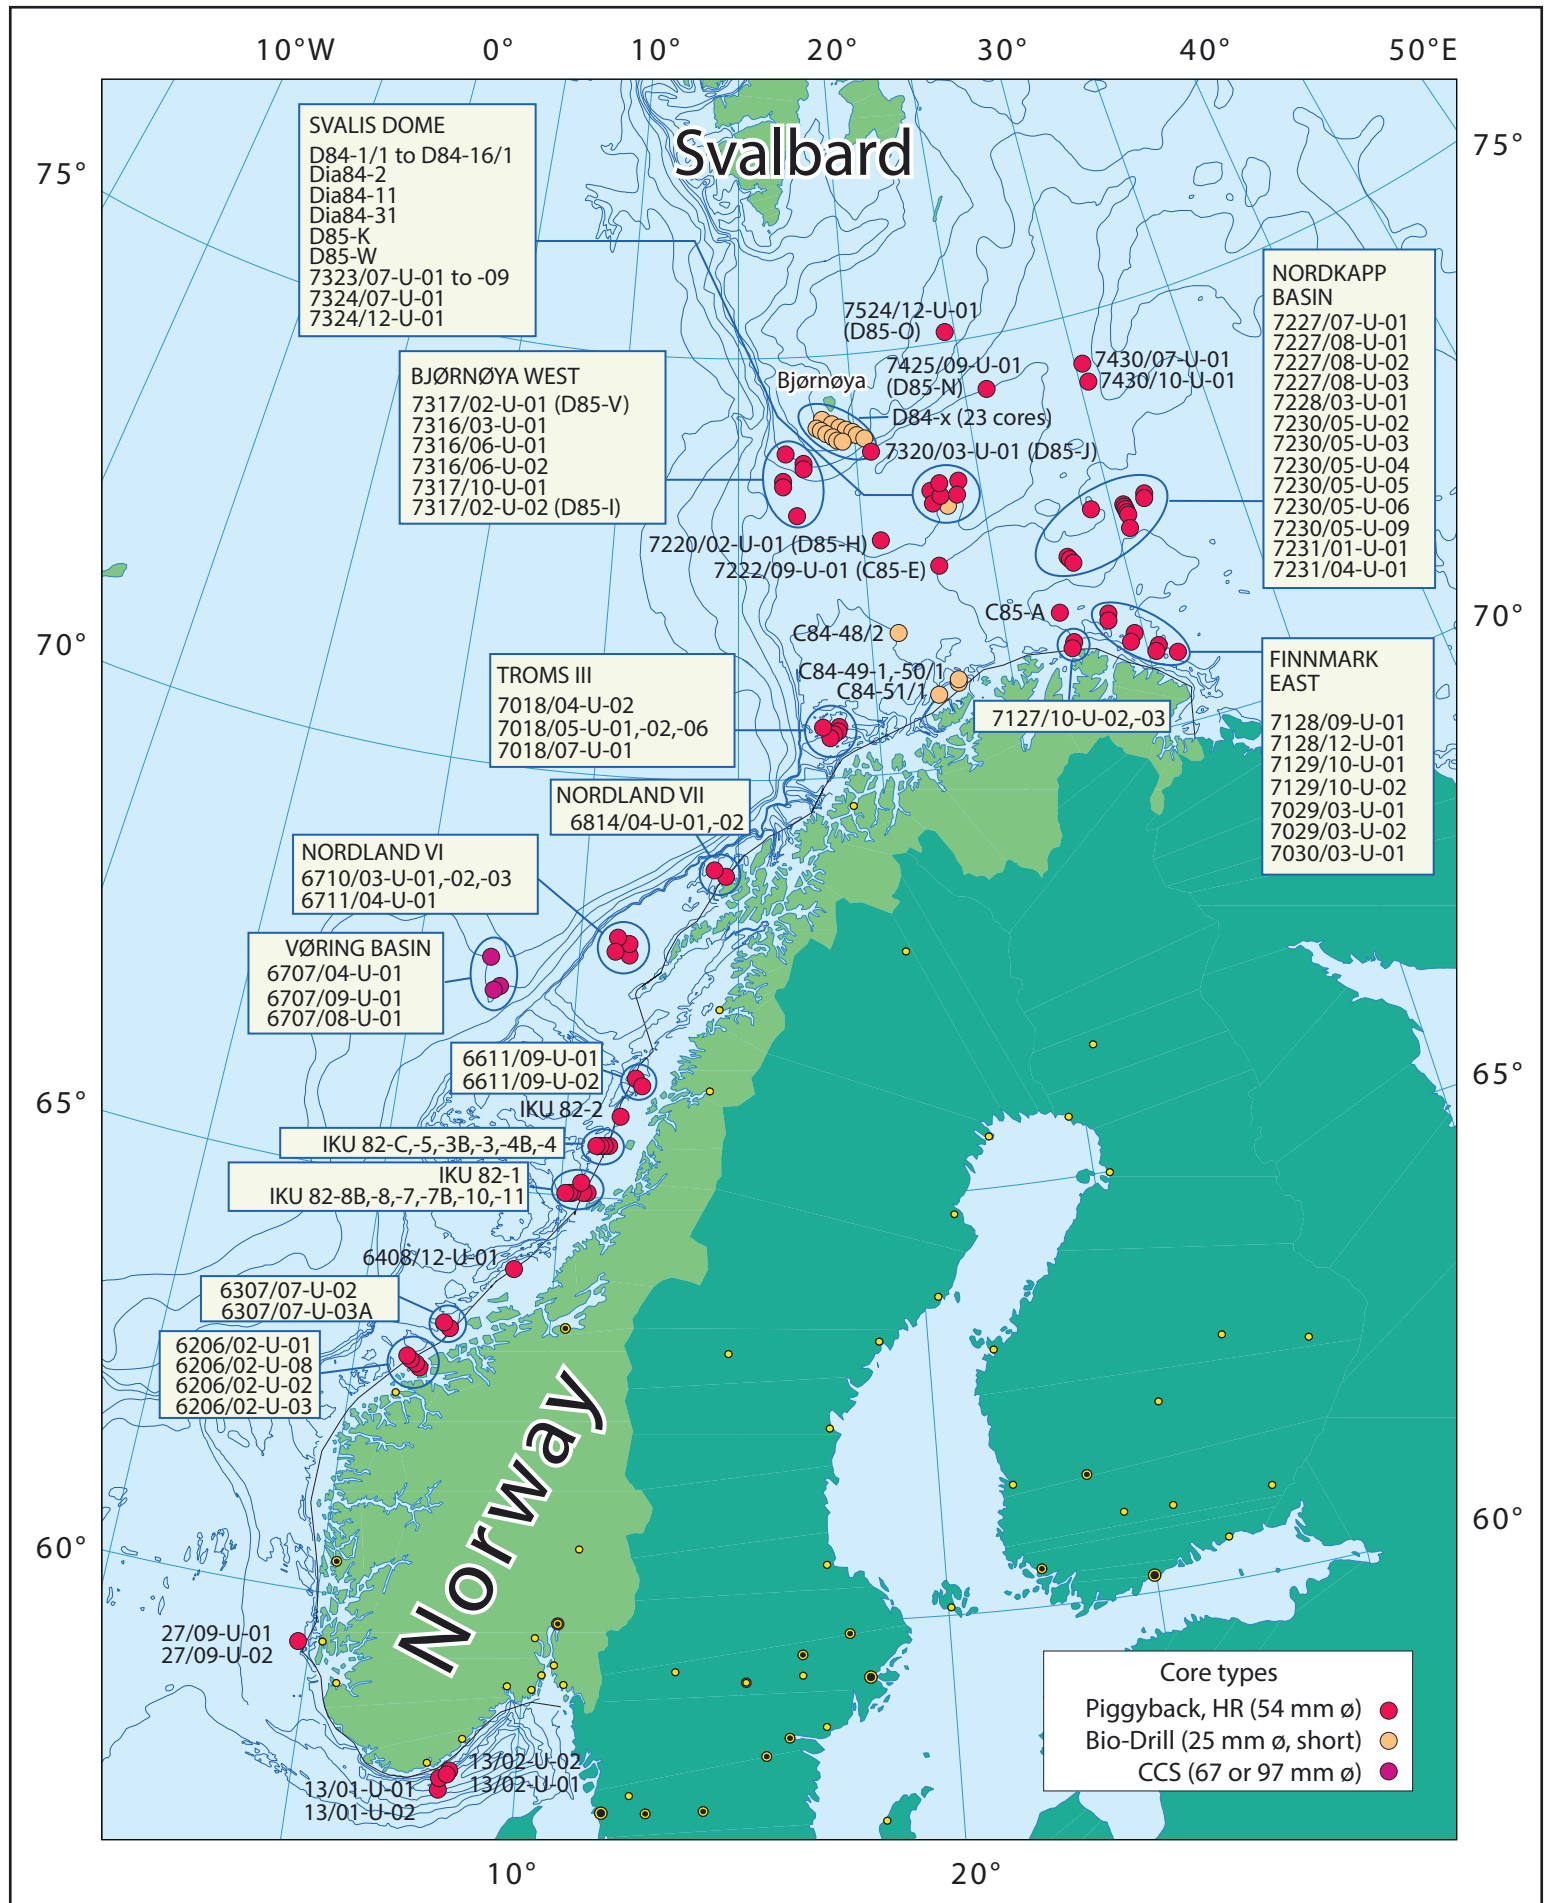 10°W 0° 10° 20° 30° 40° 50°E
75°
75°
70°
70°
65°
65°
60°
60°
10° 20°
Svalbard
SVALIS DOME
D84-1/1 to D84-16/1
Dia84-2
Dia84-11
Dia84-31
D85-K
D85-W
7323/07-U-01 to -09
7324/07-U-01
7324/12-U-01
BJØRNØYA WEST
7317/02-U-01 (D85-V)
7316/03-U-01
7316/06-U-01
7316/06-U-02
7317/10-U-01
7317/02-U-02 (D85-I)
7524/12-U-01
(D85-O)
Bjørnøya
7425/09-U-01
(D85-N)
7430/07-U-01
7430/10-U-01
D84-x (23 cores)
7320/03-U-01 (D85-J)
NORDKAPP
BASIN
7227/07-U-01
7227/08-U-01
7227/08-U-02
7227/08-U-03
7228/03-U-01
7230/05-U-02
7230/05-U-03
7230/05-U-04
7230/05-U-05
7230/05-U-06
7230/05-U-09
7231/01-U-01
7231/04-U-01
7220/02-U-01 (D85-H)
7222/09-U-01 (C85-E)
C85-A
C84-48/2
C84-49-1,-50/1
C84-51/1
7127/10-U-02,-03
FINNMARK
EAST
7128/09-U-01
7128/12-U-01
7129/10-U-01
7129/10-U-02
7029/03-U-01
7029/03-U-02
7030/03-U-01
TROMS III
7018/04-U-02
7018/05-U-01,-02,-06
7018/07-U-01
NORDLAND VII
6814/04-U-01,-02
NORDLAND VI
6710/03-U-01,-02,-03
6711/04-U-01
VØRING BASIN
6707/04-U-01
6707/09-U-01
6707/08-U-01
6611/09-U-01
6611/09-U-02
IKU 82-2
IKU 82-C,-5,-3B,-3,-4B,-4
IKU 82-1
IKU 82-8B,-8,-7,-7B,-10,-11
6408/12-U-01
6307/07-U-02
6307/07-U-03A
6206/02-U-01
6206/02-U-08
6206/02-U-02
6206/02-U-03
Norway
27/09-U-01
27/09-U-02
13/02-U-02
13/02-U-01
13/01-U-01
13/01-U-02
Core types
Piggyback, HR (54 mm ø)
Bio-Drill (25 mm ø, short)
CCS (67 or 97 mm ø)